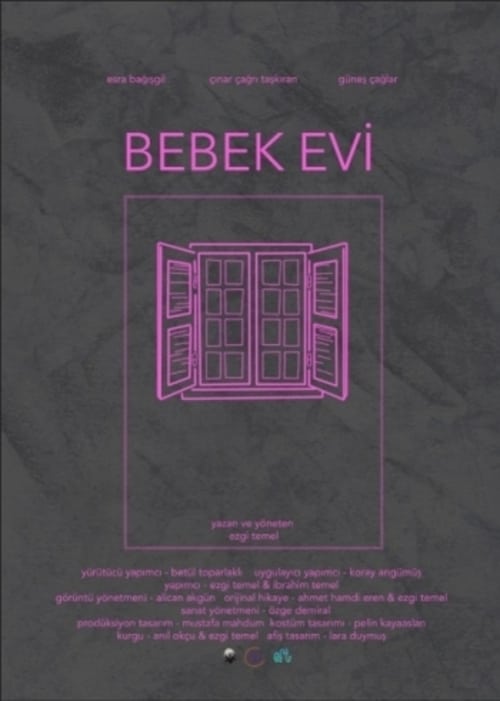 esra bağışgil çınar çağrı taşkıran güneş çağlar
BEBEK EVİ
yazan ve yöneten
ezgi temel
yürütücü yapımcı - betül toparlaklı uygulayıcı yapımcı - koray angümüş
yapımcı - ezgi temel & ibrahim temel
görüntü yönetmeni - alican akgün orijinal hikaye - ahmet hamdi eren & ezgi temel
sanat yönetmeni - özge demiral
prodüksiyon tasarım - mustafa mahdum kostüm tasarımı - pelin kayaaslan
kurgu - anıl okçu & ezgi temel afiş tasarım - lara duymuş